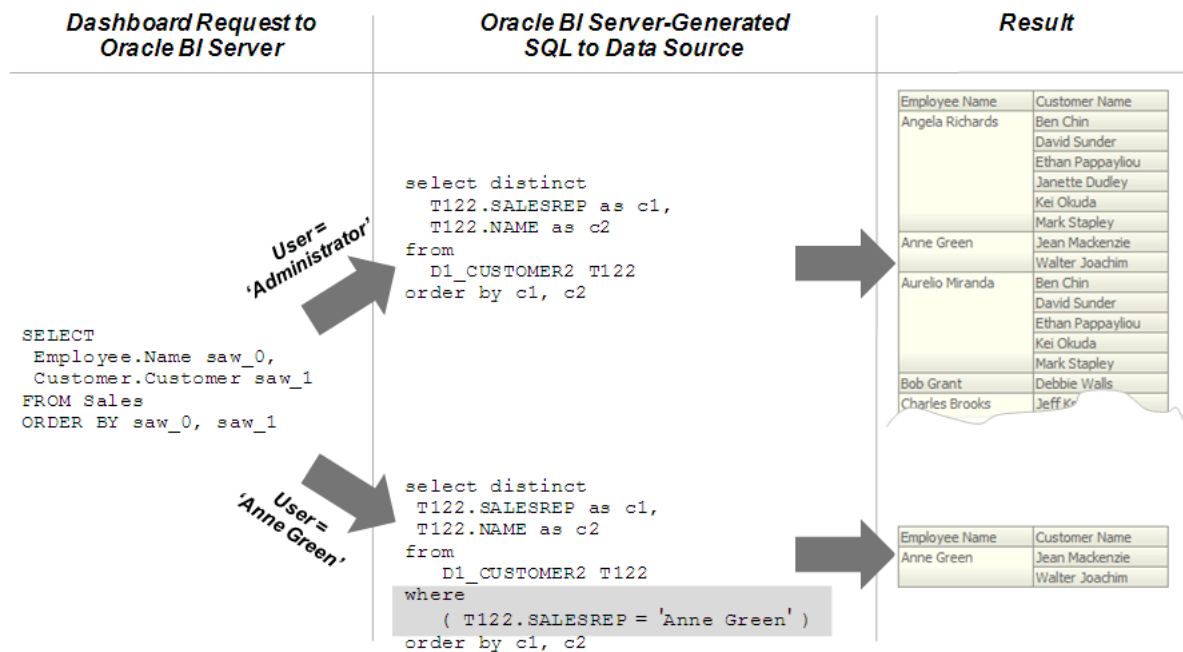 Dashboard Request to
Oracle BI Server
Oracle BI Server-Generated
SQL to Data Source
Result
SELECT
Employee.Name saw_0,
Customer.Customer saw_1
FROM Sales
ORDER BY saw_0, saw_1
User =
‘Administrator’
select distinct
T122.SALESREP as c1,
T122.NAME as c2
from
D1_CUSTOMER2 T122
order by c1, c2
Employee Name Customer Name
Angela Richards Ben Chin
David Sunder
Ethan Pappayliou
Janette Dudley
Kei Okuda
Mark Stapley
Anne Green Jean Mackenzie
Walter Joachim
Aurelio Miranda Ben Chin
David Sunder
Ethan Pappayliou
Kei Okuda
Mark Stapley
Bob Grant Debbie Walls
Charles Brooks Jeff
User =
‘Anne Green’
select distinct
T122.SALESREP as c1,
T122.NAME as c2
from
D1_CUSTOMER2 T122
where
( T122.SALESREP = 'Anne Green' )
order by c1, c2
Employee Name Customer Name
Anne Green Jean Mackenzie
Walter Joachim